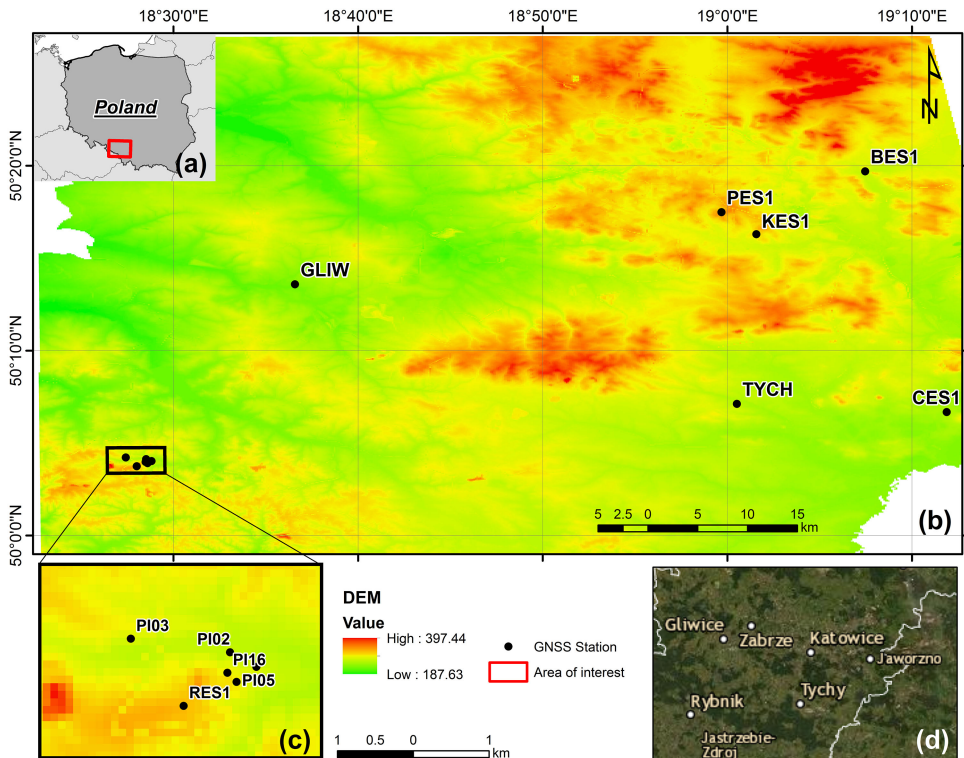 18°30'0"E
18°40'0"E
18°50'0"E
19°0'0"E
19°10'0"E
50°20'0"N
50°10'0"N
50°0'0"N
Poland
(a)
N
BES1
PES1
KES1
GLIW
TYCH
CES1
5 2.5 0 5 10 15
km
(b)
PI03
PI02
PI16
PI05
RES1
(c)
DEM
Value
High : 397.44
Low : 187.63
GNSS Station
Area of interest
1 0.5 0 1
km
Gliwice
Zabrze
Katowice
Jaworzno
Rybnik
Tychy
Jastrzebie-
Zdroj
(d)